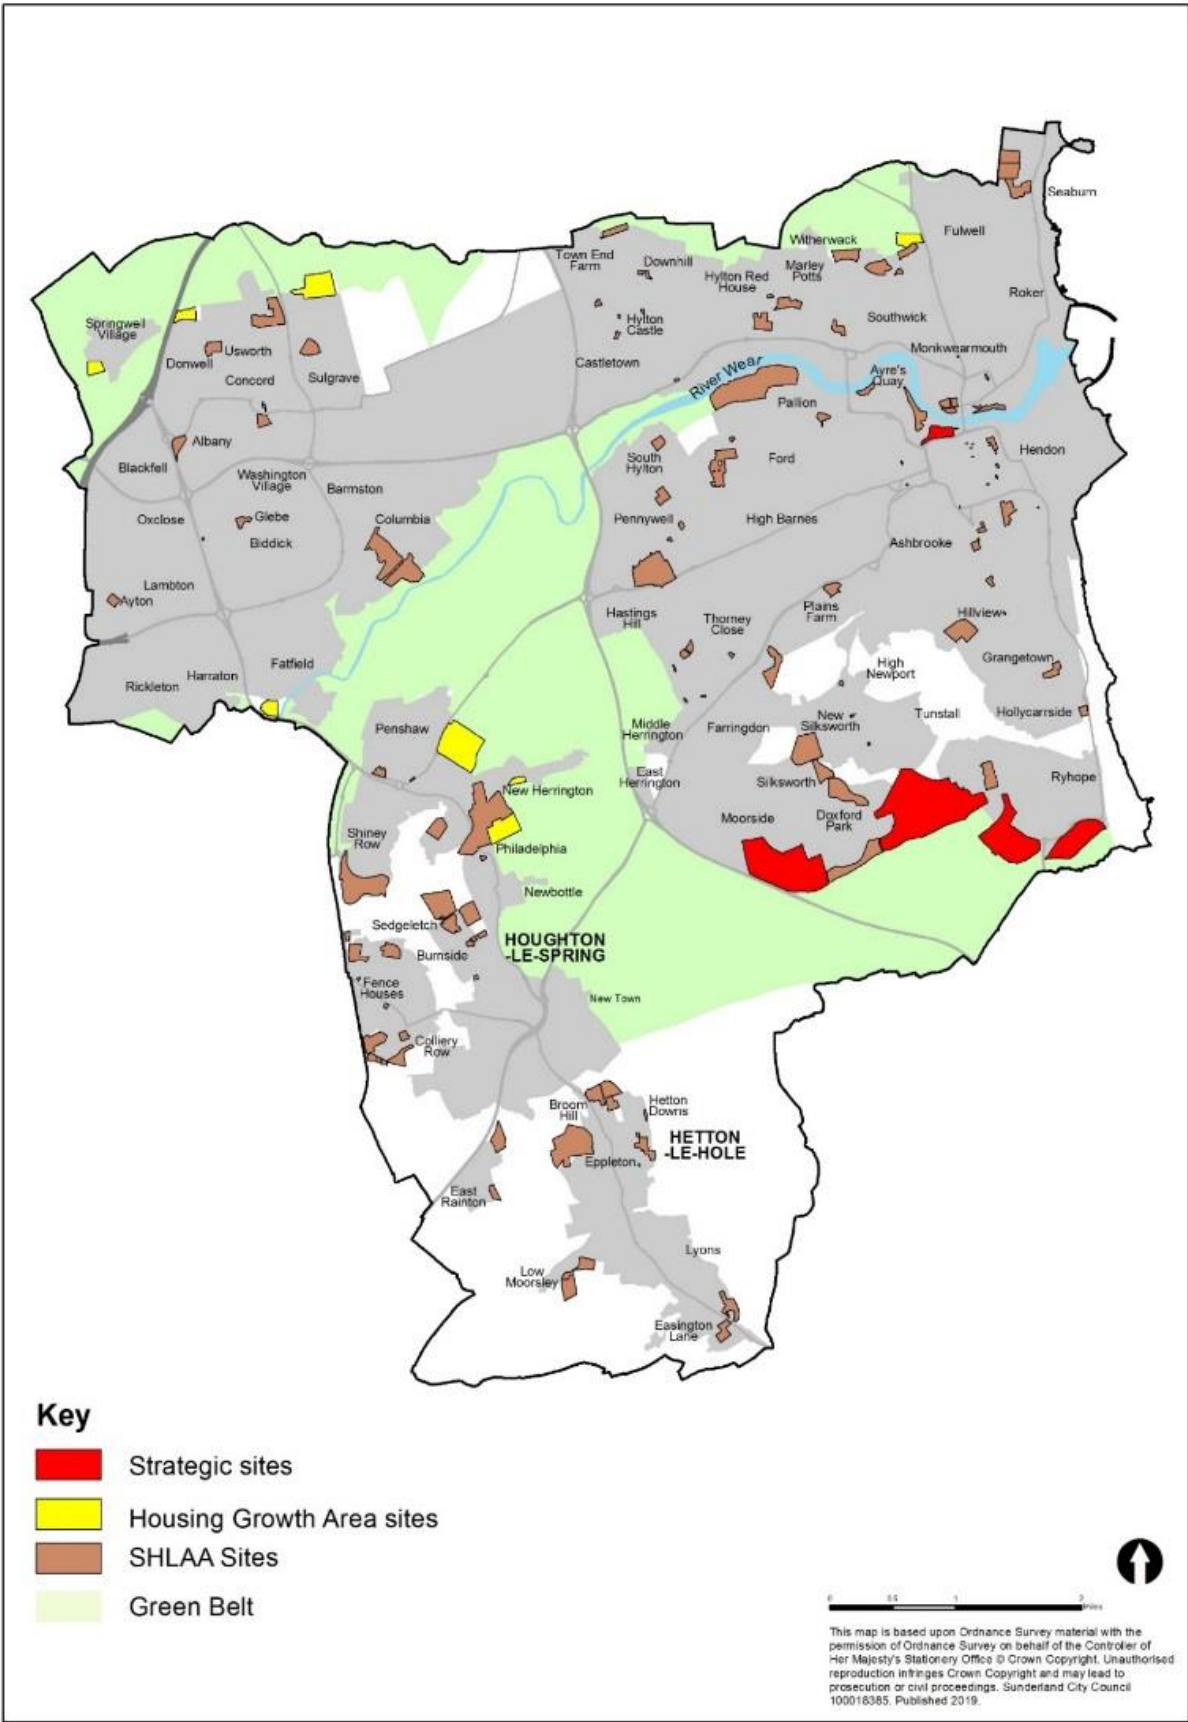 Seaburn
Fulwell
Witherwack
Town End
Farm
Downhill
Marley
Potts
Hylton Red
House
Roker
Springwell
Village
Hylton
Castle
Southwick
Donwell
Usworth
Monkwearmouth
Castletown
River Wear
Ayre's
Quay
Concord
Sulgrave
Pallion
Albany
Hendon
South
Hylton
Ford
Blackfell
Washington
Village
Barmston
Oxclose
Glebe
Columbia
Pennywell
High Barnes
Biddick
Ashbrooke
Lambton
Ayton
Hastings
Hill
Thorney
Close
Plains
Farm
Hillview
Fatfield
High
Newport
Grangetown
Harraton
Rickleton
Penshaw
Middle
Herrington
Farringdon
New
Silksworth
Tunstall
Hollycarrside
East
Herrington
Silksworth
Ryhope
New Herrington
Moorside
Doxford
Park
Shiney
Row
Philadelphia
Newbottle
Sedgeletch
HOUGHTON
-LE-SPRING
Burnside
Fence
Houses
New Town
Colliery
Row
Broom
Hill
Hetton
Downs
HETTON
-LE-HOLE
Eppleton
East
Rainton
Lyons
Low
Moorsley
Easington
Lane
Key
Strategic sites
Housing Growth Area sites
SHLAA Sites
Green Belt
0 0.5 1 2
Miles
This map is based upon Ordnance Survey material with the
permission of Ordnance Survey on behalf of the Controller of
Her Majesty's Stationery Office © Crown Copyright. Unauthorised
reproduction infringes Crown Copyright and may lead to
prosecution or civil proceedings. Sunderland City Council
100018385. Published 2019.